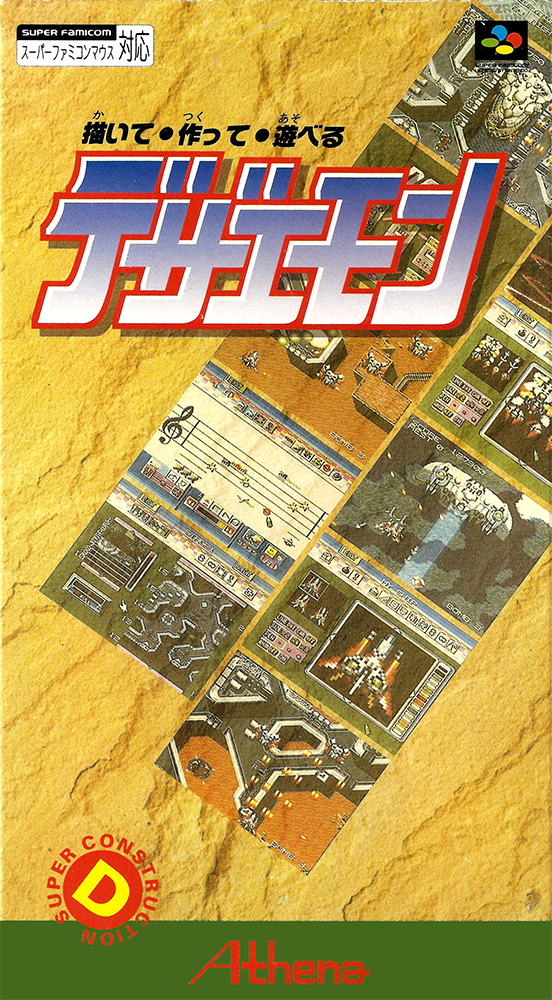 SUPER FAMICOM
スーパーファミコンマウス 対応
か つく あそ
描いて・作って・遊べる
デザエモン
SUPER CONSTRUCTION
D
Athena